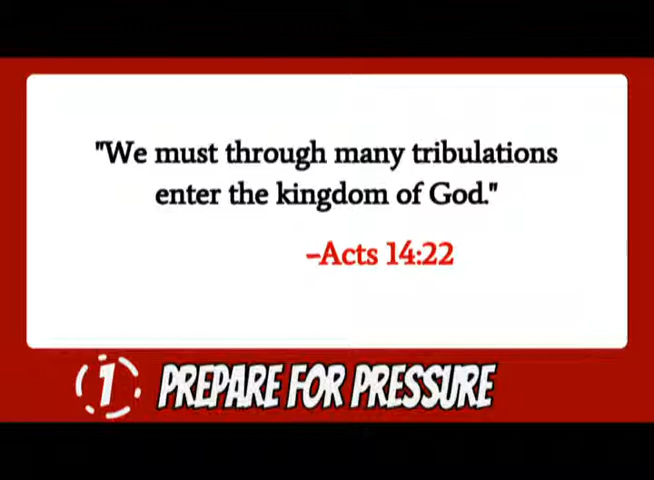 "We must through many tribulations
enter the kingdom of God."
–Acts 14:22
1 PREPARE FOR PRESSURE